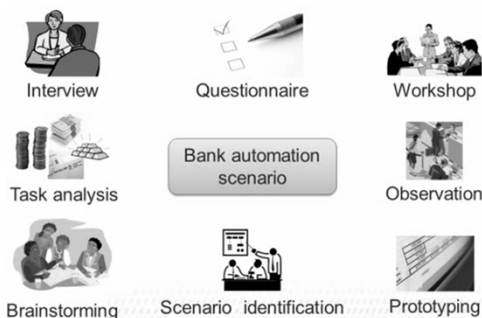 Interview
Questionnaire
Workshop
Task analysis
Bank automation
scenario
Observation
Brainstorming
Scenario identification
Prototyping